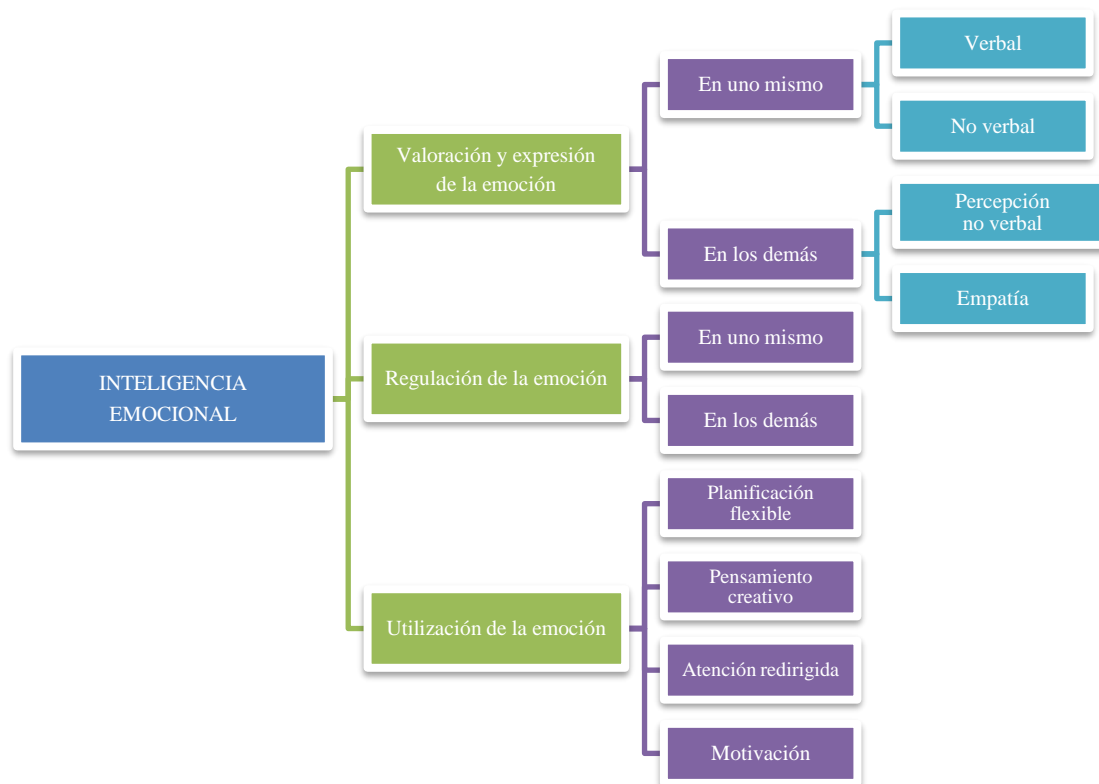 Verbal
En uno mismo
No verbal
Valoración y expresión
de la emoción
Percepción
no verbal
En los demás
Empatía
En uno mismo
INTELIGENCIA
EMOCIONAL
Regulación de la emoción
En los demás
Planificación
flexible
Pensamiento
creativo
Utilización de la emoción
Atención redirigida
Motivación